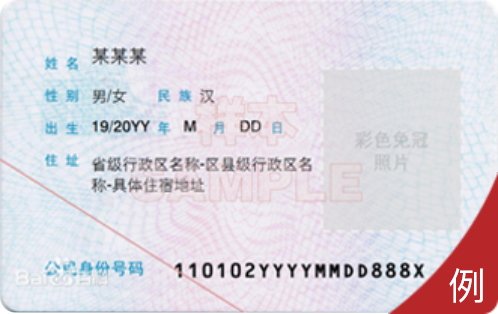 姓名 某某某
性别 男/女 民族 汉
出生 19/20YY 年 M 月 DD 日
住址 省级行政区名称-区县级行政区名
称-具体住宿地址
样本
SAMPLE
彩色免冠
照片
公民身份号码 110102YYYYMMDD888X
Bai百科
例